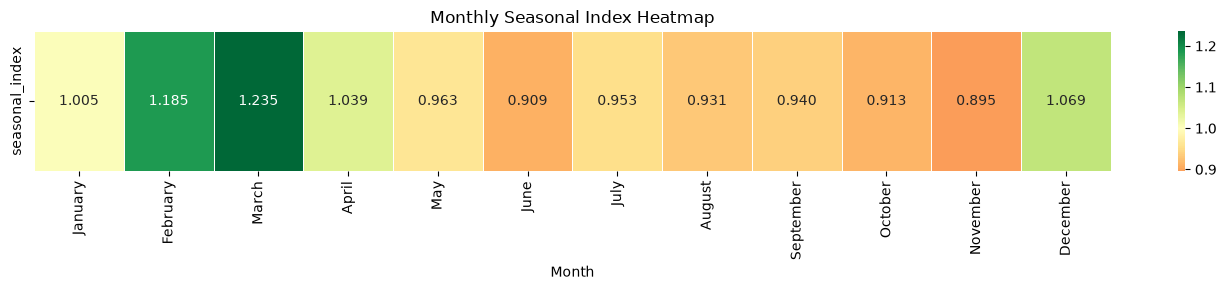 Monthly Seasonal Index Heatmap
seasonal_index
1.005 1.185 1.235 1.039 0.963 0.909 0.953 0.931 0.940 0.913 0.895 1.069
January February March April May June July August September October November December
Month
1.2
1.1
1.0
0.9